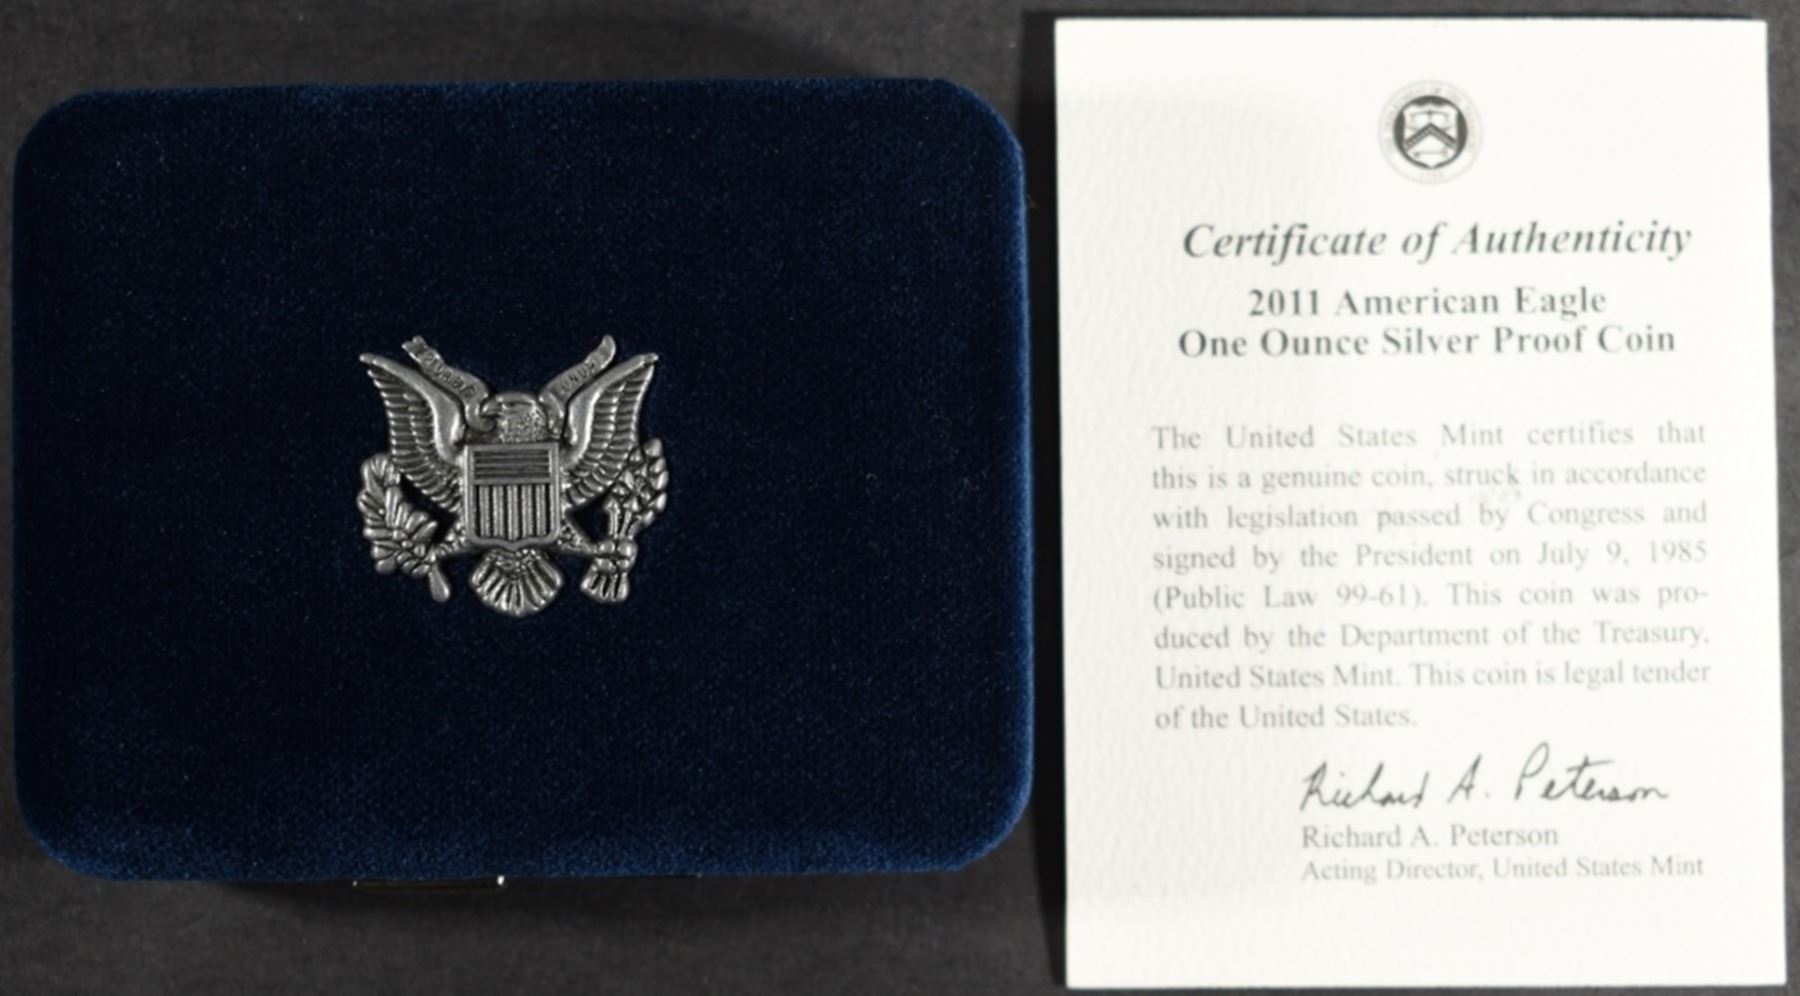 Certificate of Authenticity
2011 American Eagle
One Ounce Silver Proof Coin
The United States Mint certifies that
this is a genuine coin, struck in accordance
with legislation passed by Congress and
signed by the President on July 9, 1985
(Public Law 99-61). This coin was pro-
duced by the Department of the Treasury,
United States Mint. This coin is legal tender
of the United States.
Richard A. Peterson
Richard A. Peterson
Acting Director, United States Mint